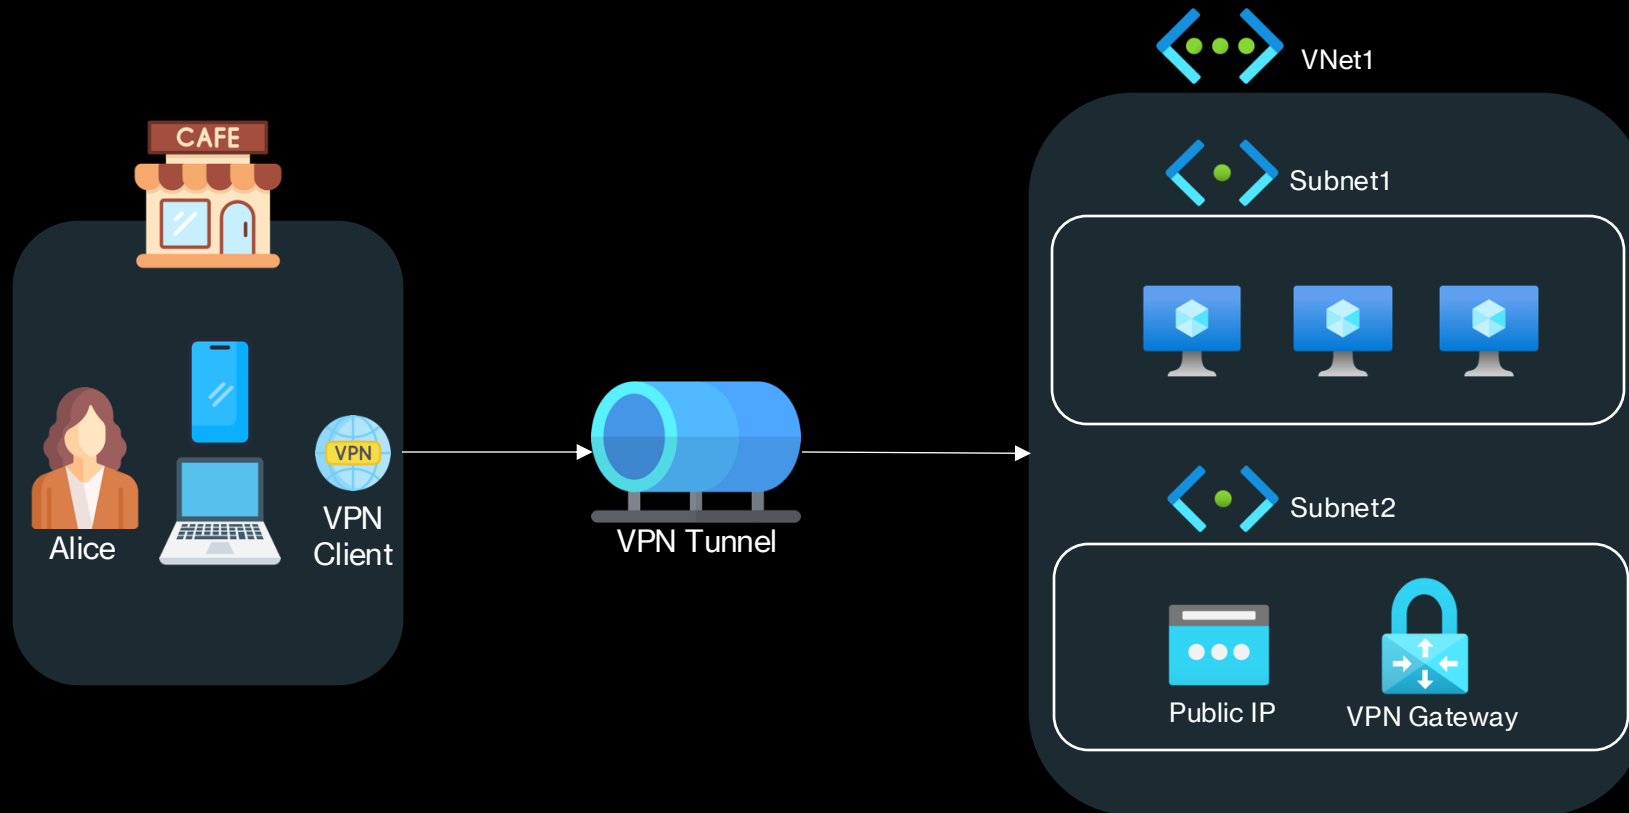 CAFE
Alice
VPN
VPN
Client
VPN Tunnel
VNet1
Subnet1
Subnet2
Public IP
VPN Gateway